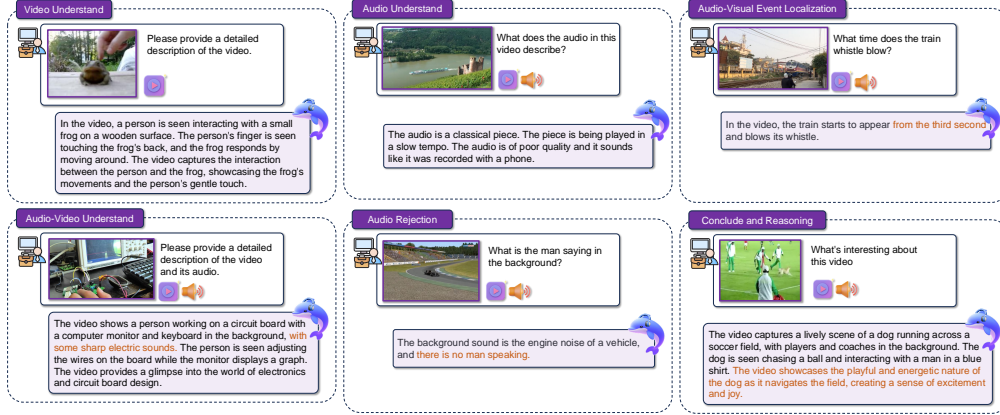 Video Understand
Please provide a detailed
description of the video.
In the video, a person is seen interacting with a small
frog on a wooden surface. The person's finger is seen
touching the frog's back, and the frog responds by
moving around. The video captures the interaction
between the person and the frog, showcasing the frog's
movements and the person's gentle touch.
Audio Understand
What does the audio in this
video describe?
The audio is a classical piece. The piece is being played in
a slow tempo. The audio is of poor quality and it sounds
like it was recorded with a phone.
Audio-Visual Event Localization
What time does the train
whistle blow?
In the video, the train starts to appear from the third second
and blows its whistle.
Audio-Video Understand
Please provide a detailed
description of the video
and its audio.
The video shows a person working on a circuit board with
a computer monitor and keyboard in the background, with
some sharp electric sounds. The person is seen adjusting
the wires on the board while the monitor displays a graph.
The video provides a glimpse into the world of electronics
and circuit board design.
Audio Rejection
What is the man saying in
the background?
The background sound is the engine noise of a vehicle,
and there is no man speaking.
Conclude and Reasoning
What's interesting about
this video
The video captures a lively scene of a dog running across a
soccer field, with players and coaches in the background. The
dog is seen chasing a ball and interacting with a man in a blue
shirt. The video showcases the playful and energetic nature of
the dog as it navigates the field, creating a sense of excitement
and joy.